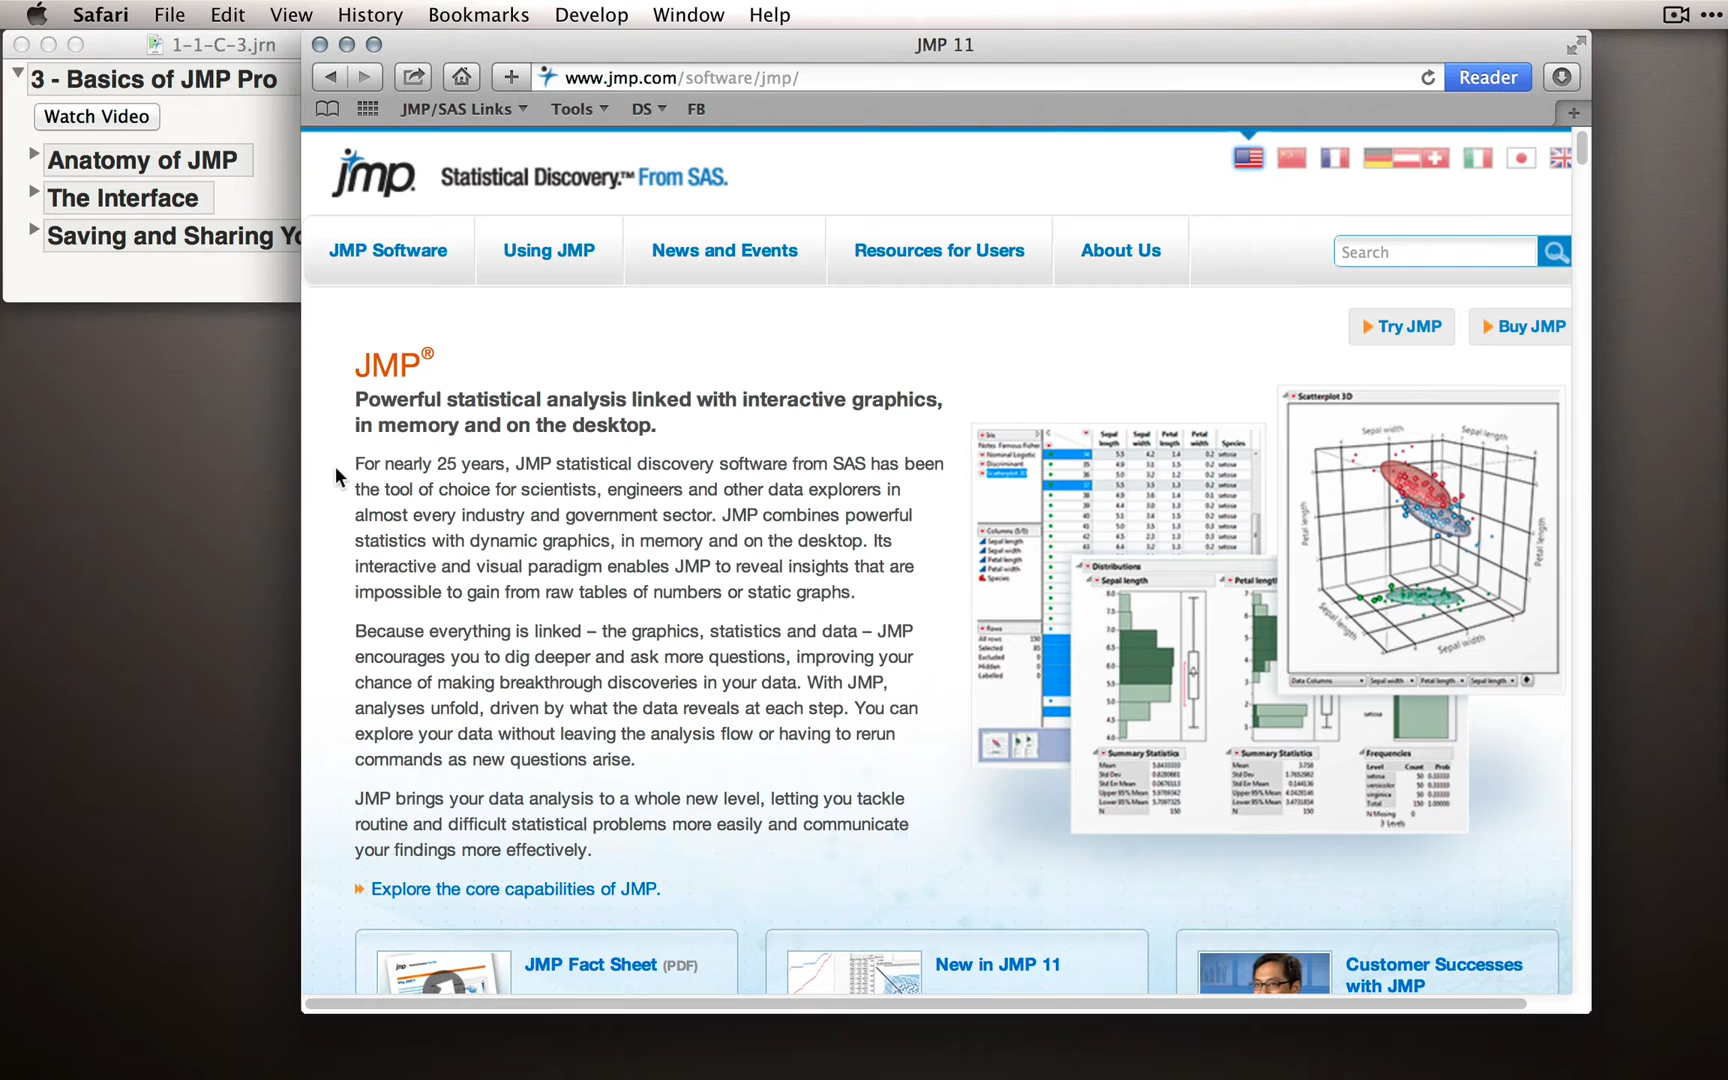 Safari File Edit View History Bookmarks Develop Window Help
1-1-C-3.jrn
3 - Basics of JMP Pro
Watch Video
Anatomy of JMP
The Interface
Saving and Sharing Yo
JMP 11
www.jmp.com/software/jmp/
Reader
JMP/SAS Links Tools DS FB
jmp. Statistical Discovery.™ From SAS.
JMP Software Using JMP News and Events Resources for Users About Us Search
Try JMP Buy JMP
JMP®
Powerful statistical analysis linked with interactive graphics,
in memory and on the desktop.
For nearly 25 years, JMP statistical discovery software from SAS has been
the tool of choice for scientists, engineers and other data explorers in
almost every industry and government sector. JMP combines powerful
statistics with dynamic graphics, in memory and on the desktop. Its
interactive and visual paradigm enables JMP to reveal insights that are
impossible to gain from raw tables of numbers or static graphs.
Because everything is linked – the graphics, statistics and data – JMP
encourages you to dig deeper and ask more questions, improving your
chance of making breakthrough discoveries in your data. With JMP,
analyses unfold, driven by what the data reveals at each step. You can
explore your data without leaving the analysis flow or having to rerun
commands as new questions arise.
JMP brings your data analysis to a whole new level, letting you tackle
routine and difficult statistical problems more easily and communicate
your findings more effectively.
Explore the core capabilities of JMP.
Scatterplot 3D
Sepal width
Sepal length
Petal length
Distributions
Sepal length
Petal length
Summary Statistics
Summary Statistics
Frequencies
JMP Fact Sheet (PDF)
New in JMP 11
Customer Successes
with JMP